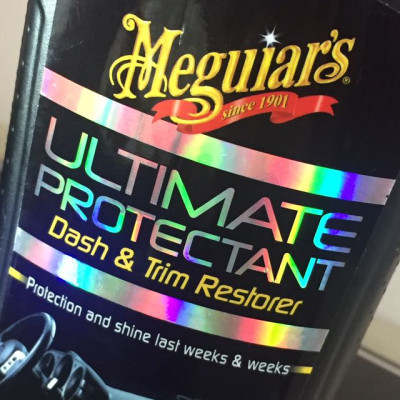 Meguiar's
since 1901
ULTIMATE
PROTECTANT
Dash & Trim Restorer
Protection and shine last weeks & weeks